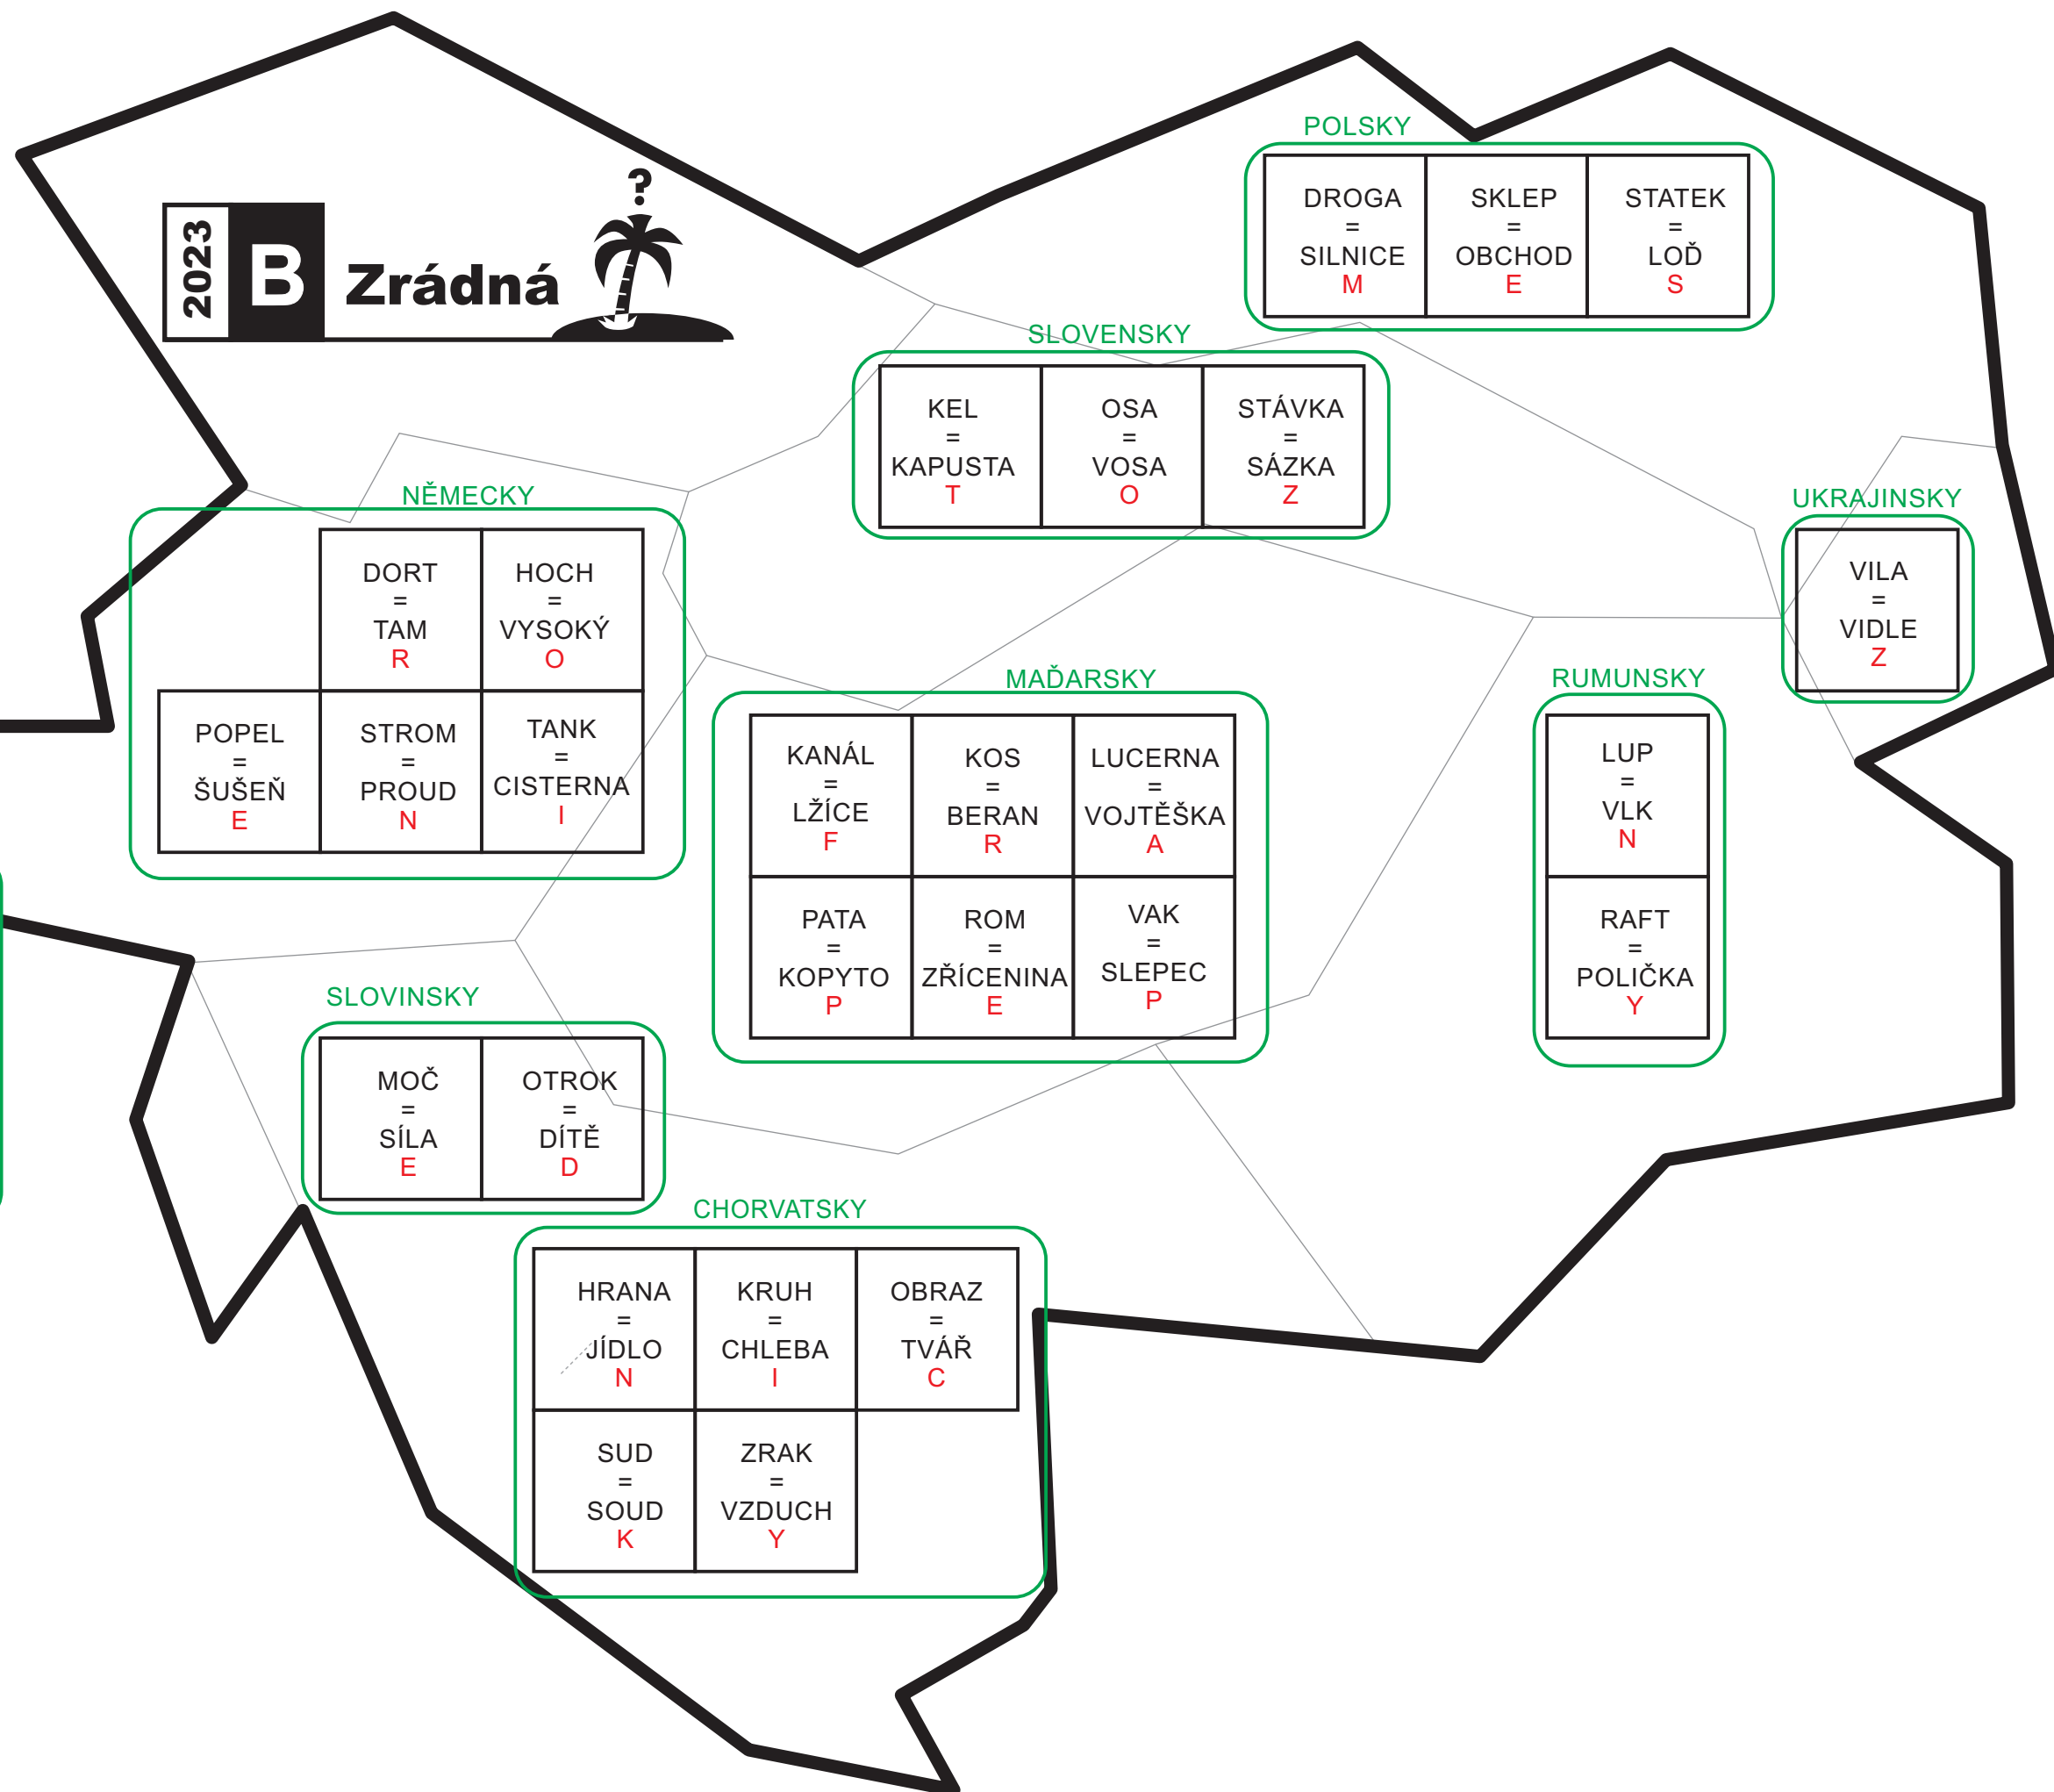 2023
B
Zrádná
?
POLSKY
DROGA
=
SILNICE
M
SKLEP
=
OBCHOD
E
STATEK
=
LOĎ
S
SLOVENSKY
KEL
=
KAPUSTA
T
OSA
=
VOSA
O
STÁVKA
=
SÁZKA
Z
NĚMECKY
DORT
=
TAM
R
HOCH
=
VYSOKÝ
O
POPEL
=
ŠUŠEŇ
E
STROM
=
PROUD
N
TANK
=
CISTERNA
I
UKRAJINSKY
VILA
=
VIDLE
Z
MAĎARSKY
KANÁL
=
LŽÍCE
F
KOS
=
BERAN
R
LUCERNA
=
VOJTĚŠKA
A
PATA
=
KOPYTO
P
ROM
=
ZŘÍCENINA
E
VAK
=
SLEPEC
P
RUMUNSKY
LUP
=
VLK
N
RAFT
=
POLIČKA
Y
SLOVINSKY
MOČ
=
SÍLA
E
OTROK
=
DÍTĚ
D
CHORVATSKY
HRANA
=
JÍDLO
N
KRUH
=
CHLEBA
I
OBRAZ
=
TVÁŘ
C
SUD
=
SOUD
K
ZRAK
=
VZDUCH
Y